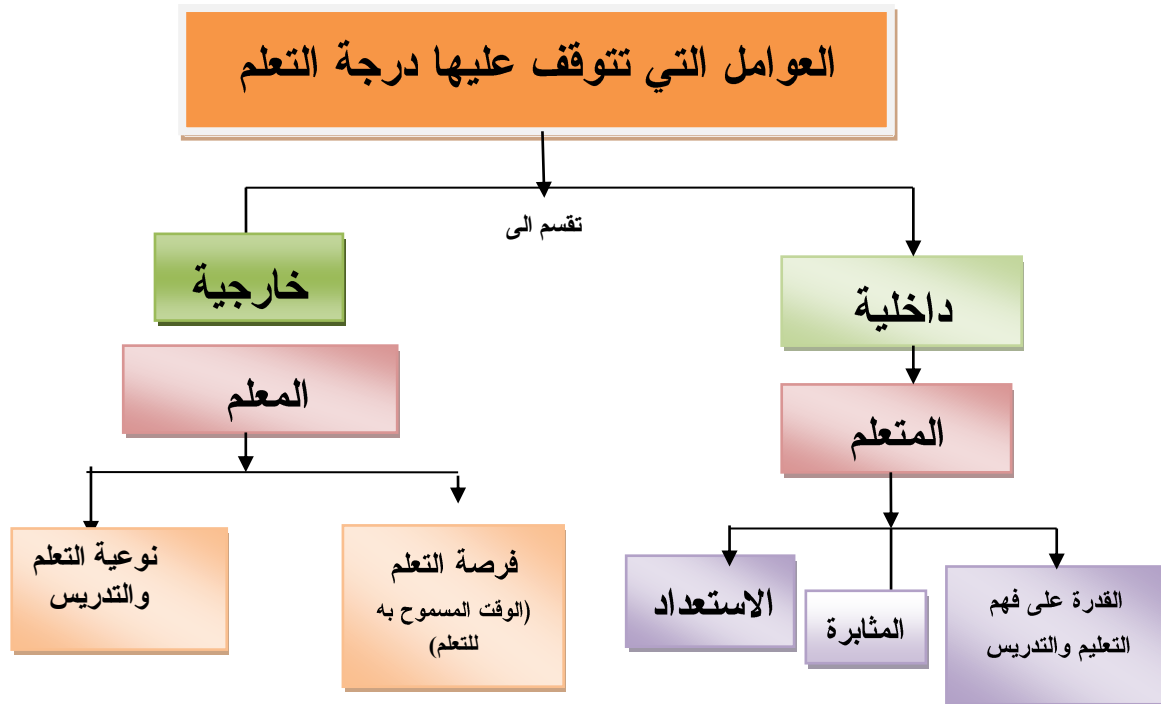 العوامل التي تتوقف عليها درجة التعلم
تقسم الى
داخلية
خارجية
المتعلم
المعلم
القدرة على فهم
التعليم والتدريس
المثابرة
الاستعداد
فرصة التعلم
(الوقت المسموح به
للتعلم)
نوعية التعلم
والتدريس